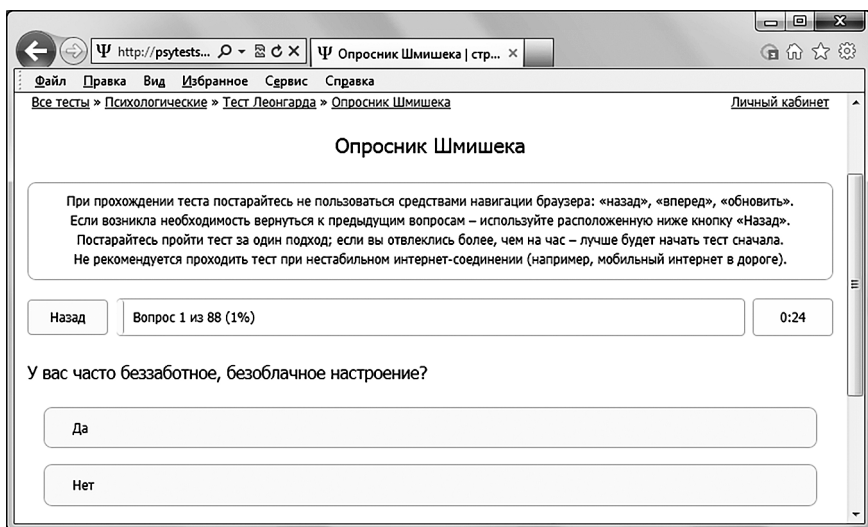 Ψ http://psytests...
Ψ Опросник Шмишека | стр... ×
Файл Правка Вид Избранное Сервис Справка
Все тесты » Психологические » Тест Леонгарда » Опросник Шмишека
Личный кабинет
Опросник Шмишека
При прохождении теста постарайтесь не пользоваться средствами навигации браузера: «назад», «вперед», «обновить».
Если возникла необходимость вернуться к предыдущим вопросам – используйте расположенную ниже кнопку «Назад».
Постарайтесь пройти тест за один подход; если вы отвлеклись более, чем на час – лучше будет начать тест сначала.
Не рекомендуется проходить тест при нестабильном интернет-соединении (например, мобильный интернет в дороге).
Назад
Вопрос 1 из 88 (1%)
0:24
У вас часто беззаботное, безоблачное настроение?
Да
Нет